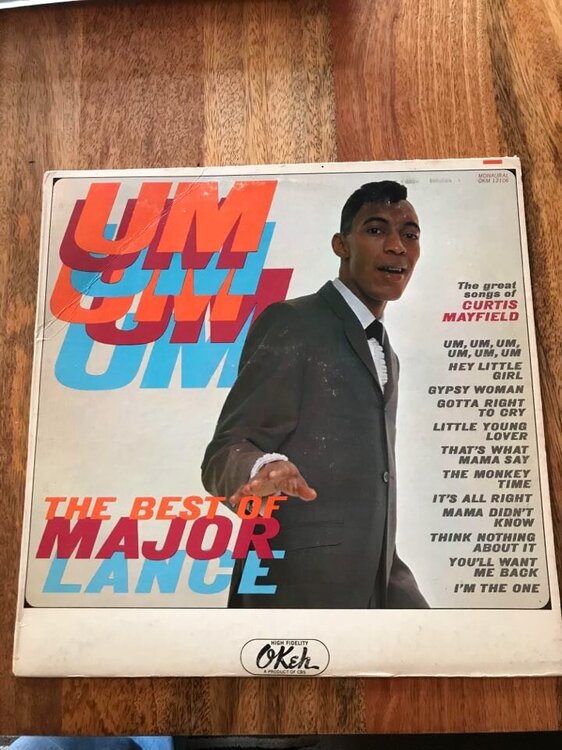 MONAURAL
OKM 12106
UM
UM
UM
UM
UM
The great
songs of
CURTIS
MAYFIELD
UM, UM, UM,
UM, UM, UM
HEY LITTLE
GIRL
GYPSY WOMAN
GOTTA RIGHT
TO CRY
LITTLE YOUNG
LOVER
THAT'S WHAT
MAMA SAY
THE MONKEY
TIME
IT'S ALL RIGHT
MAMA DIDN'T
KNOW
THINK NOTHING
ABOUT IT
YOU'LL WANT
ME BACK
I'M THE ONE
THE BEST OF
MAJOR
LANCE
HIGH FIDELITY
OKeh
A PRODUCT OF CBS